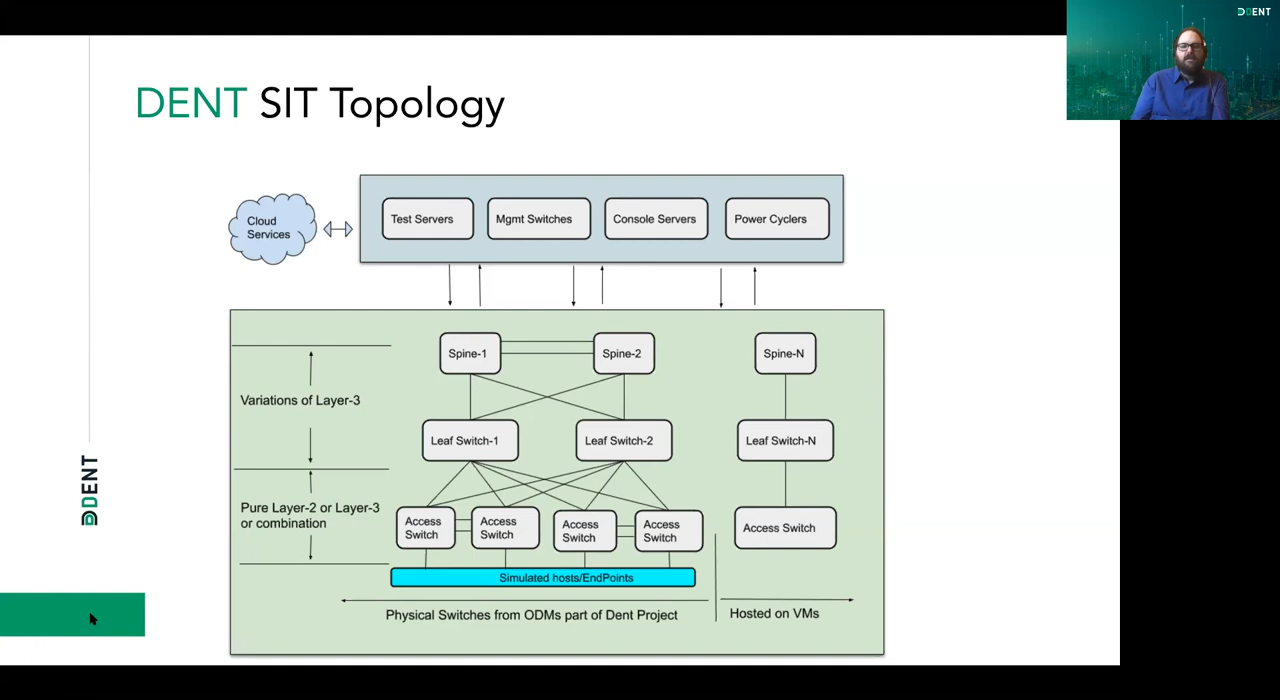 DENT
DENT SIT Topology
Cloud
Services
Test Servers
Mgmt Switches
Console Servers
Power Cyclers
Spine-1
Spine-2
Spine-N
Variations of Layer-3
Leaf Switch-1
Leaf Switch-2
Leaf Switch-N
Pure Layer-2 or Layer-3
or combination
Access
Switch
Access
Switch
Access
Switch
Access
Switch
Access Switch
Simulated hosts/EndPoints
Physical Switches from ODMs part of Dent Project
Hosted on VMs
DENT